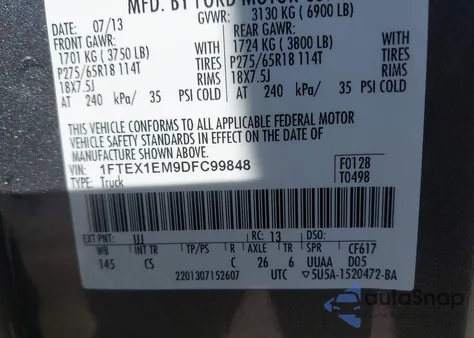 MFD. BY FORD MOTOR
07/13 GVWR: 3130 KG ( 6900 LB)
FRONT GAWR: REAR GAWR:
1701 KG ( 3750 LB) WITH 1724 KG ( 3800 LB) WITH
P275/65R18 114T TIRES P275/65R18 114T TIRES
18X7.5J RIMS 18X7.5J RIMS
AT 240 kPa/ 35 PSI COLD AT 240 kPa/ 35 PSI COLD
THIS VEHICLE CONFORMS TO ALL APPLICABLE FEDERAL MOTOR
VEHICLE SAFETY STANDARDS IN EFFECT ON THE DATE OF
MANUFACTURE SHOWN ABOVE.
VIN: 1FTEX1EM9DFC99848 F0128
TYPE: Truck T0498
EXT PNT: UJ RC: 13 DSO:
WB INT TR TP/PS R AXLE TR SPR CF617
145 CS C 26 6 UUAA D05
2201307152607 UTC ▽5U5A-1520472-BA
autoSnap